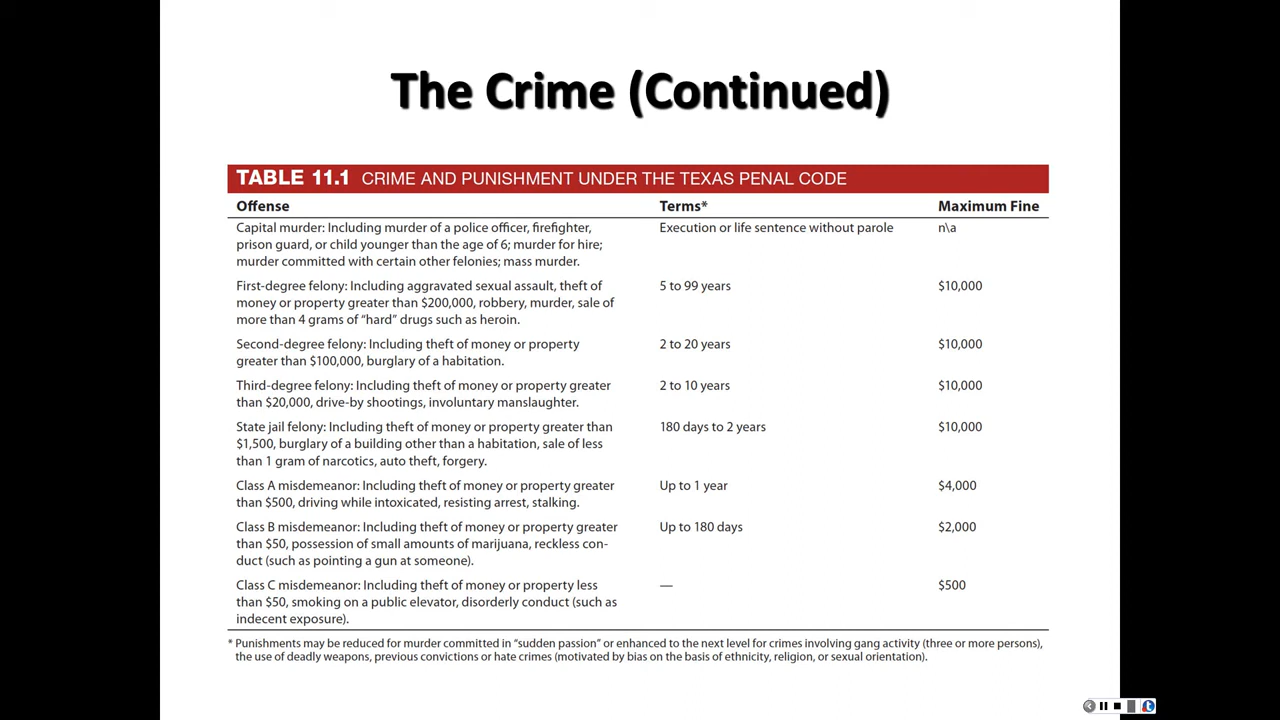 The Crime (Continued)
TABLE 11.1 CRIME AND PUNISHMENT UNDER THE TEXAS PENAL CODE
Offense Terms* Maximum Fine
Capital murder: Including murder of a police officer, firefighter, Execution or life sentence without parole n\a
prison guard, or child younger than the age of 6; murder for hire;
murder committed with certain other felonies; mass murder.
First-degree felony: Including aggravated sexual assault, theft of 5 to 99 years $10,000
money or property greater than $200,000, robbery, murder, sale of
more than 4 grams of “hard” drugs such as heroin.
Second-degree felony: Including theft of money or property 2 to 20 years $10,000
greater than $100,000, burglary of a habitation.
Third-degree felony: Including theft of money or property greater 2 to 10 years $10,000
than $20,000, drive-by shootings, involuntary manslaughter.
State jail felony: Including theft of money or property greater than 180 days to 2 years $10,000
$1,500, burglary of a building other than a habitation, sale of less
than 1 gram of narcotics, auto theft, forgery.
Class A misdemeanor: Including theft of money or property greater Up to 1 year $4,000
than $500, driving while intoxicated, resisting arrest, stalking.
Class B misdemeanor: Including theft of money or property greater Up to 180 days $2,000
than $50, possession of small amounts of marijuana, reckless con-
duct (such as pointing a gun at someone).
Class C misdemeanor: Including theft of money or property less — $500
than $50, smoking on a public elevator, disorderly conduct (such as
indecent exposure).
* Punishments may be reduced for murder committed in “sudden passion” or enhanced to the next level for crimes involving gang activity (three or more persons),
the use of deadly weapons, previous convictions or hate crimes (motivated by bias on the basis of ethnicity, religion, or sexual orientation).